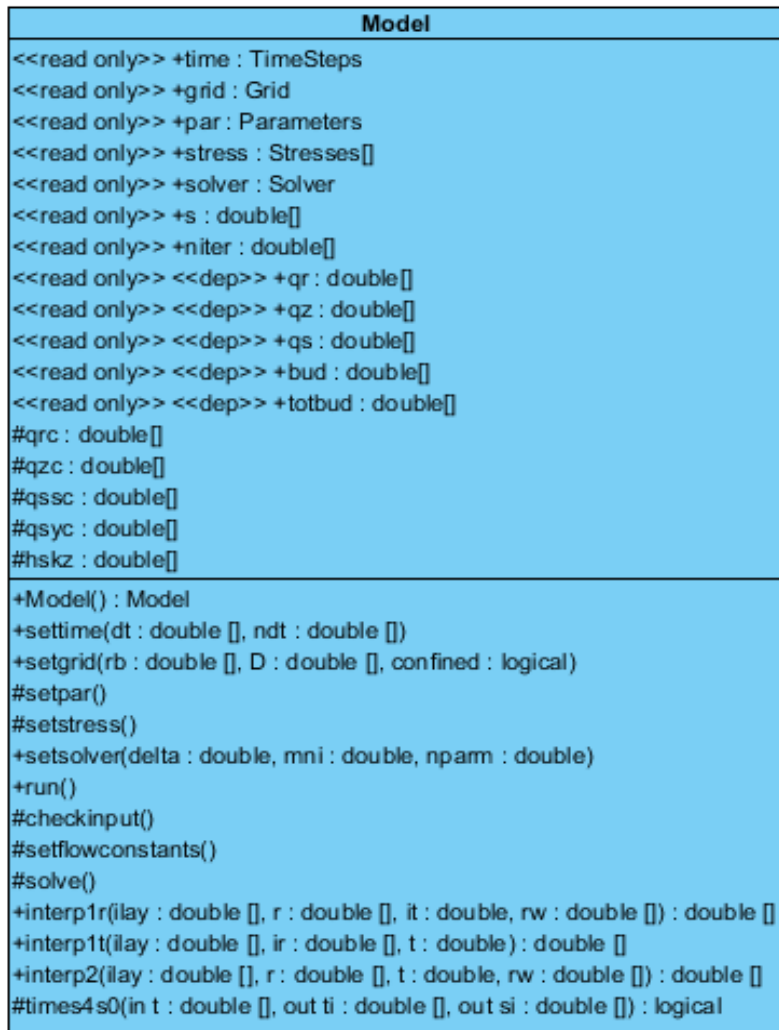 Model
<<read only>> +time : TimeSteps
<<read only>> +grid : Grid
<<read only>> +par : Parameters
<<read only>> +stress : Stresses[]
<<read only>> +solver : Solver
<<read only>> +s : double[]
<<read only>> +niter : double[]
<<read only>> <<dep>> +qr : double[]
<<read only>> <<dep>> +qz : double[]
<<read only>> <<dep>> +qs : double[]
<<read only>> <<dep>> +bud : double[]
<<read only>> <<dep>> +totbud : double[]
#qrc : double[]
#qzc : double[]
#qssc : double[]
#qsyc : double[]
#hskz : double[]
+Model() : Model
+settime(dt : double [], ndt : double [])
+setgrid(rb : double [], D : double [], confined : logical)
#setpar()
#setstress()
+setsolver(delta : double, mni : double, nparm : double)
+run()
#checkinput()
#setflowconstants()
#solve()
+interp1r(ilay : double [], r : double [], it : double, rw : double []) : double []
+interp1t(ilay : double [], ir : double [], t : double) : double []
+interp2(ilay : double [], r : double [], t : double, rw : double []) : double []
#times4s0(in t : double [], out ti : double [], out si : double []) : logical